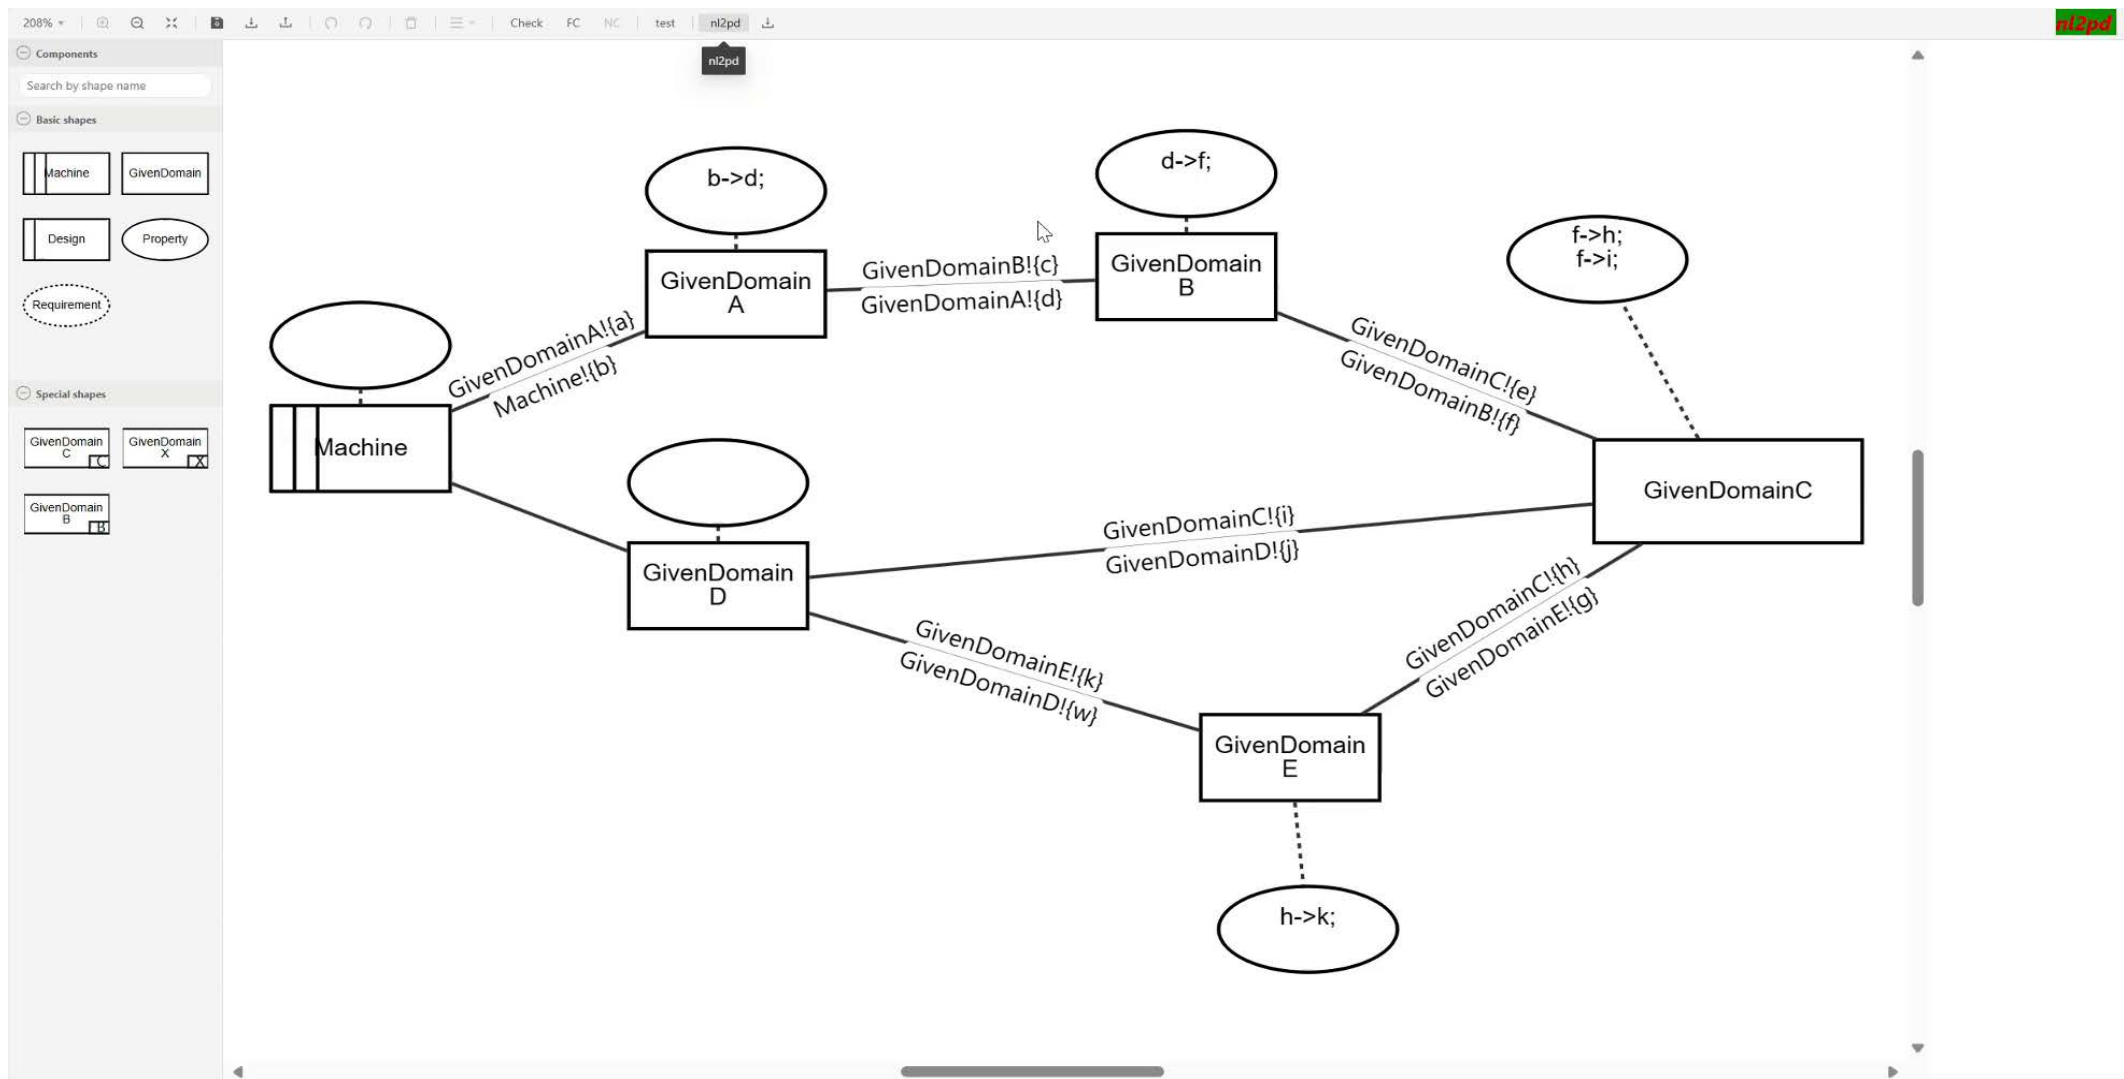 208%
Check
FC
NC
test
nl2pd
nl2pd
nl2pd
Components
Search by shape name
Basic shapes
Machine
GivenDomain
Design
Property
Requirement
Special shapes
GivenDomain
C
C
GivenDomain
X
X
GivenDomain
B
B
b->d;
d->f;
f->h;
f->i;
GivenDomain
A
GivenDomainB!{c}
GivenDomainA!{d}
GivenDomain
B
GivenDomainA!{a}
Machine!{b}
GivenDomainC!{e}
GivenDomainB!{f}
Machine
GivenDomainC
GivenDomainC!{i}
GivenDomainD!{j}
GivenDomain
D
GivenDomainC!{h}
GivenDomainE!{g}
GivenDomainE!{k}
GivenDomainD!{w}
GivenDomain
E
h->k;